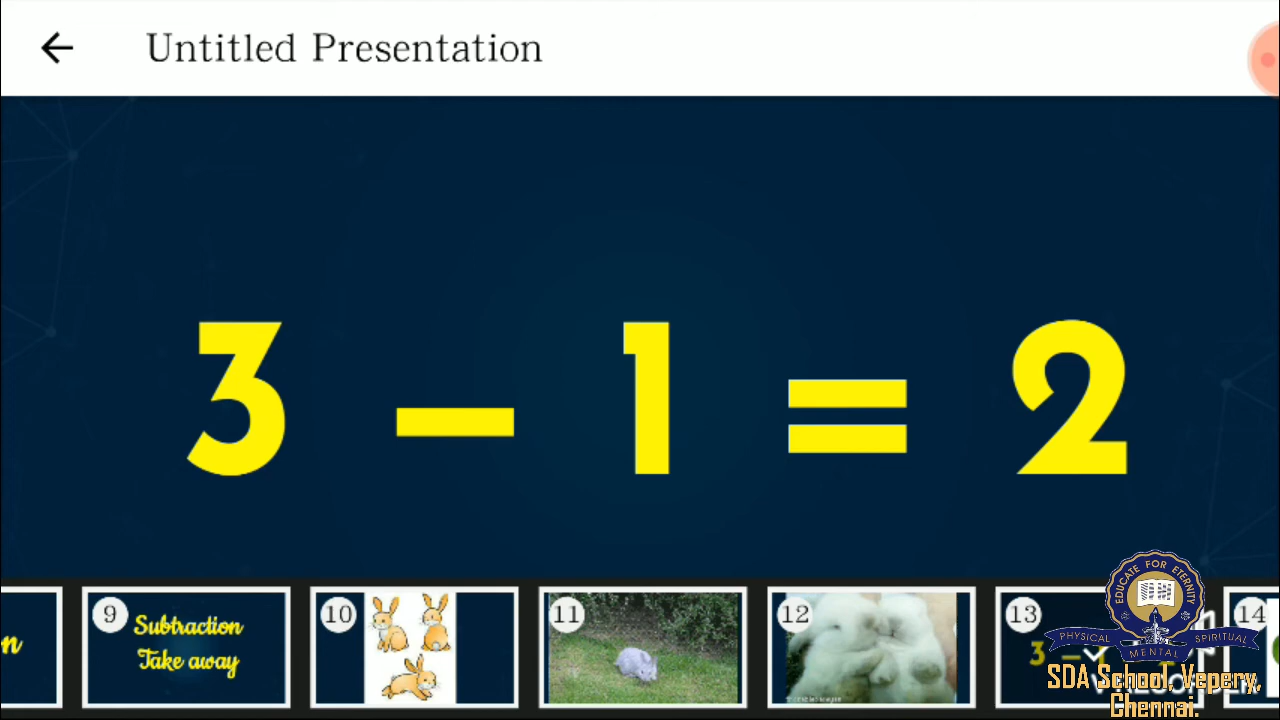 Untitled Presentation
3 – 1 = 2
9
Subtraction
Take away
10
11
12
13
3 –
14
EDUCATE FOR ETERNITY
PHYSICAL
MENTAL
SPIRITUAL
SDA School, Vepery,
Chennai.